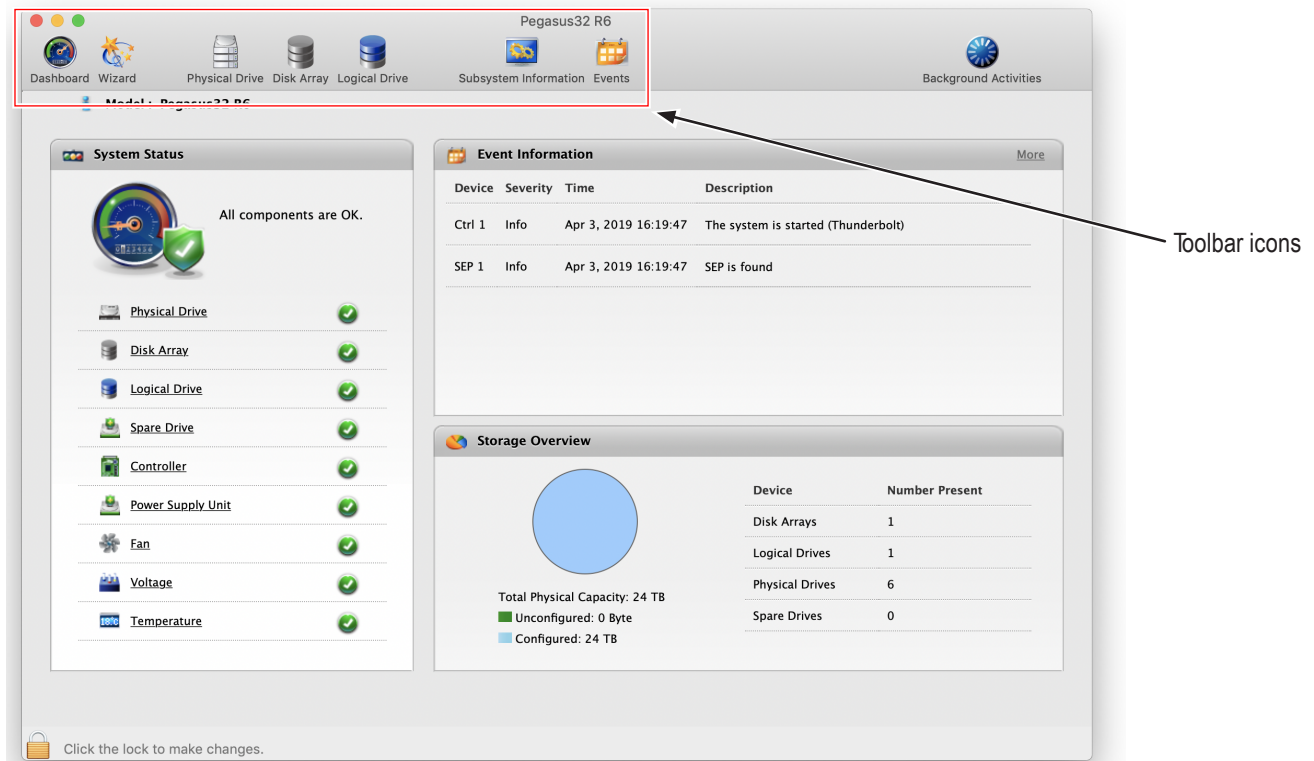 Pegasus32 R6
Dashboard Wizard Physical Drive Disk Array Logical Drive Subsystem Information Events Background Activities
Model : Pegasus32 R6
System Status
All components are OK.
Physical Drive
Disk Array
Logical Drive
Spare Drive
Controller
Power Supply Unit
Fan
Voltage
Temperature
Event Information More
Device Severity Time Description
Ctrl 1 Info Apr 3, 2019 16:19:47 The system is started (Thunderbolt)
SEP 1 Info Apr 3, 2019 16:19:47 SEP is found
Storage Overview
Total Physical Capacity: 24 TB
Unconfigured: 0 Byte
Configured: 24 TB
Device Number Present
Disk Arrays 1
Logical Drives 1
Physical Drives 6
Spare Drives 0
Click the lock to make changes.
Toolbar icons